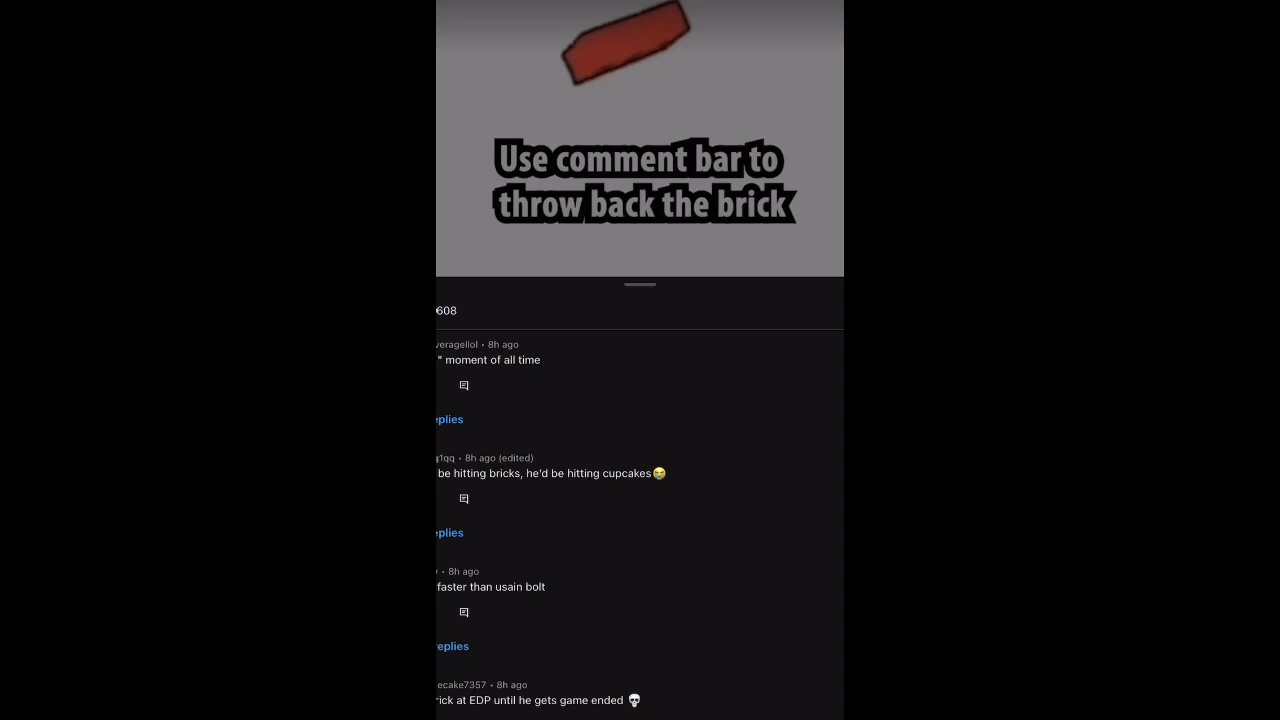 Use comment bar to
throw back the brick
608
veragellol • 8h ago
" moment of all time
eplies
q1qq • 8h ago (edited)
be hitting bricks, he'd be hitting cupcakes😭
eplies
• 8h ago
faster than usain bolt
replies
ecake7357 • 8h ago
rick at EDP until he gets game ended 💀